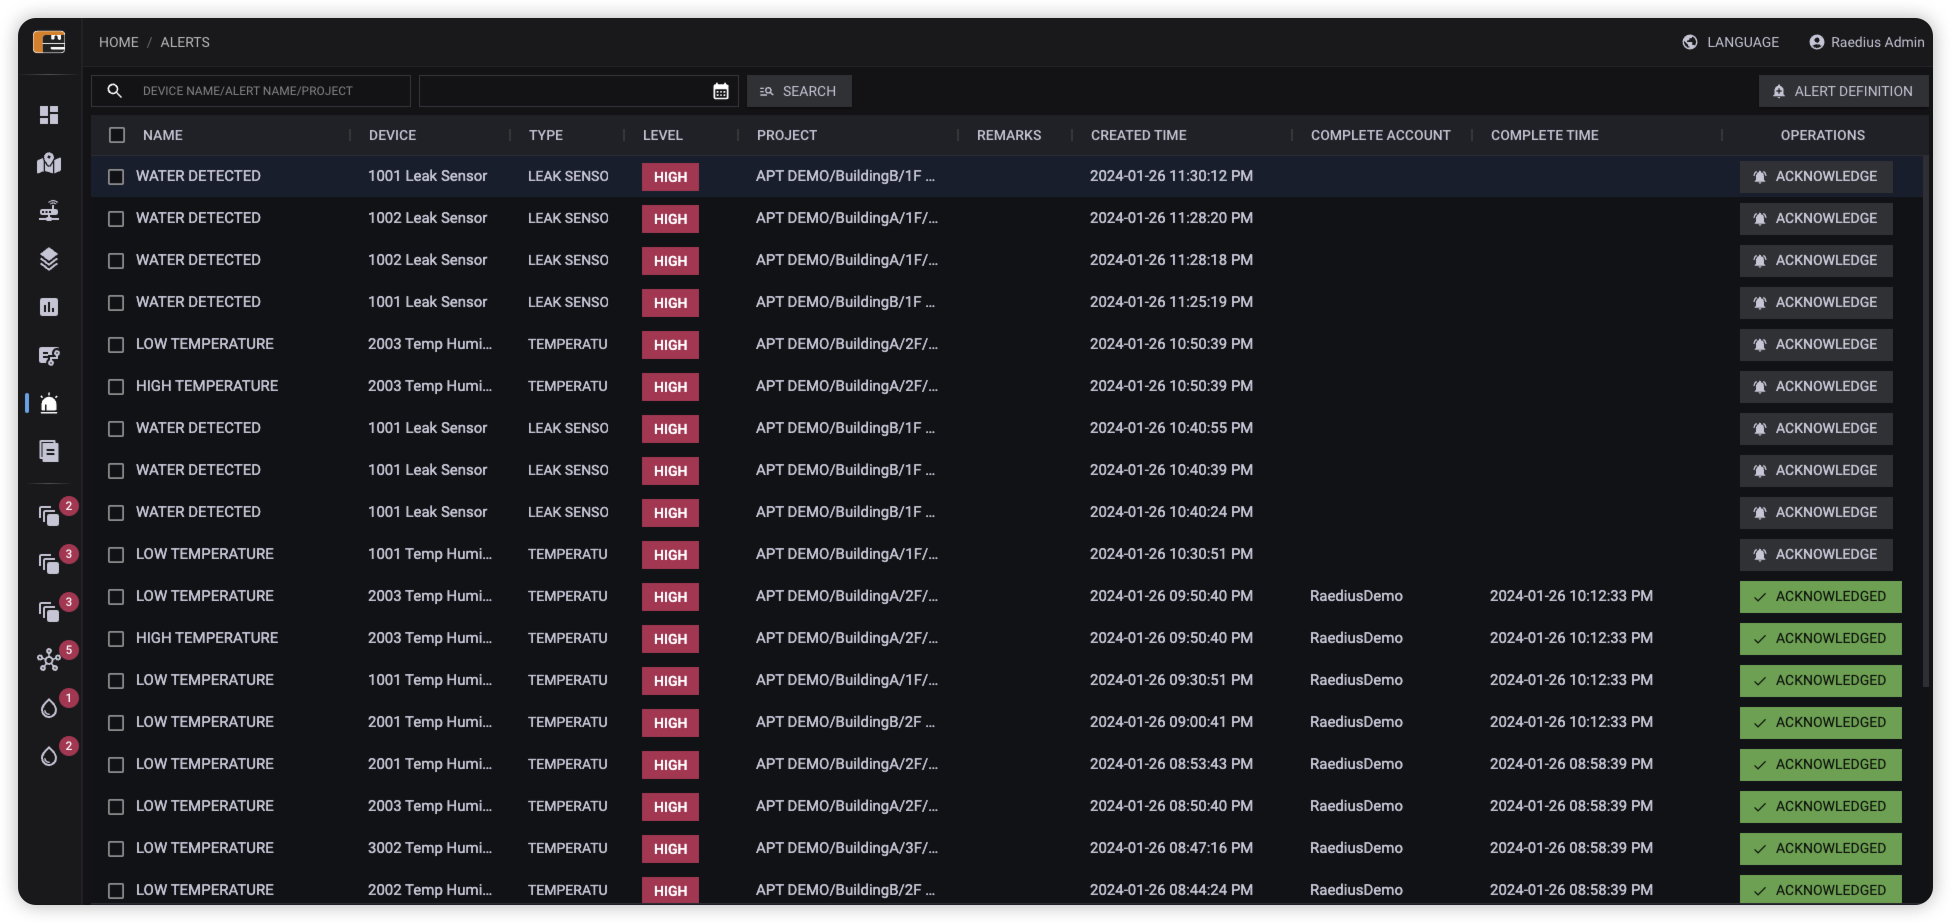 HOME / ALERTS LANGUAGE Raedius Admin
DEVICE NAME/ALERT NAME/PROJECT SEARCH ALERT DEFINITION
NAME DEVICE TYPE LEVEL PROJECT REMARKS CREATED TIME COMPLETE ACCOUNT COMPLETE TIME OPERATIONS
WATER DETECTED 1001 Leak Sensor LEAK SENSO HIGH APT DEMO/BuildingB/1F ... 2024-01-26 11:30:12 PM ACKNOWLEDGE
WATER DETECTED 1002 Leak Sensor LEAK SENSO HIGH APT DEMO/BuildingA/1F/... 2024-01-26 11:28:20 PM ACKNOWLEDGE
WATER DETECTED 1002 Leak Sensor LEAK SENSO HIGH APT DEMO/BuildingA/1F/... 2024-01-26 11:28:18 PM ACKNOWLEDGE
WATER DETECTED 1001 Leak Sensor LEAK SENSO HIGH APT DEMO/BuildingB/1F ... 2024-01-26 11:25:19 PM ACKNOWLEDGE
LOW TEMPERATURE 2003 Temp Humi... TEMPERATU HIGH APT DEMO/BuildingA/2F/... 2024-01-26 10:50:39 PM ACKNOWLEDGE
HIGH TEMPERATURE 2003 Temp Humi... TEMPERATU HIGH APT DEMO/BuildingA/2F/... 2024-01-26 10:50:39 PM ACKNOWLEDGE
WATER DETECTED 1001 Leak Sensor LEAK SENSO HIGH APT DEMO/BuildingB/1F ... 2024-01-26 10:40:55 PM ACKNOWLEDGE
WATER DETECTED 1001 Leak Sensor LEAK SENSO HIGH APT DEMO/BuildingB/1F ... 2024-01-26 10:40:39 PM ACKNOWLEDGE
2 WATER DETECTED 1001 Leak Sensor LEAK SENSO HIGH APT DEMO/BuildingB/1F ... 2024-01-26 10:40:24 PM ACKNOWLEDGE
3 LOW TEMPERATURE 1001 Temp Humi... TEMPERATU HIGH APT DEMO/BuildingA/1F/... 2024-01-26 10:30:51 PM ACKNOWLEDGE
3 LOW TEMPERATURE 2003 Temp Humi... TEMPERATU HIGH APT DEMO/BuildingA/2F/... 2024-01-26 09:50:40 PM RaediusDemo 2024-01-26 10:12:33 PM ACKNOWLEDGED
5 HIGH TEMPERATURE 2003 Temp Humi... TEMPERATU HIGH APT DEMO/BuildingA/2F/... 2024-01-26 09:50:40 PM RaediusDemo 2024-01-26 10:12:33 PM ACKNOWLEDGED
1 LOW TEMPERATURE 1001 Temp Humi... TEMPERATU HIGH APT DEMO/BuildingA/1F/... 2024-01-26 09:30:51 PM RaediusDemo 2024-01-26 10:12:33 PM ACKNOWLEDGED
LOW TEMPERATURE 2001 Temp Humi... TEMPERATU HIGH APT DEMO/BuildingB/2F ... 2024-01-26 09:00:41 PM RaediusDemo 2024-01-26 10:12:33 PM ACKNOWLEDGED
2 LOW TEMPERATURE 2001 Temp Humi... TEMPERATU HIGH APT DEMO/BuildingA/2F/... 2024-01-26 08:53:43 PM RaediusDemo 2024-01-26 08:58:39 PM ACKNOWLEDGED
LOW TEMPERATURE 2003 Temp Humi... TEMPERATU HIGH APT DEMO/BuildingA/2F/... 2024-01-26 08:50:40 PM RaediusDemo 2024-01-26 08:58:39 PM ACKNOWLEDGED
LOW TEMPERATURE 3002 Temp Humi... TEMPERATU HIGH APT DEMO/BuildingA/3F/... 2024-01-26 08:47:16 PM RaediusDemo 2024-01-26 08:58:39 PM ACKNOWLEDGED
LOW TEMPERATURE 2002 Temp Humi... TEMPERATU HIGH APT DEMO/BuildingB/2F ... 2024-01-26 08:44:24 PM RaediusDemo 2024-01-26 08:58:39 PM ACKNOWLEDGED